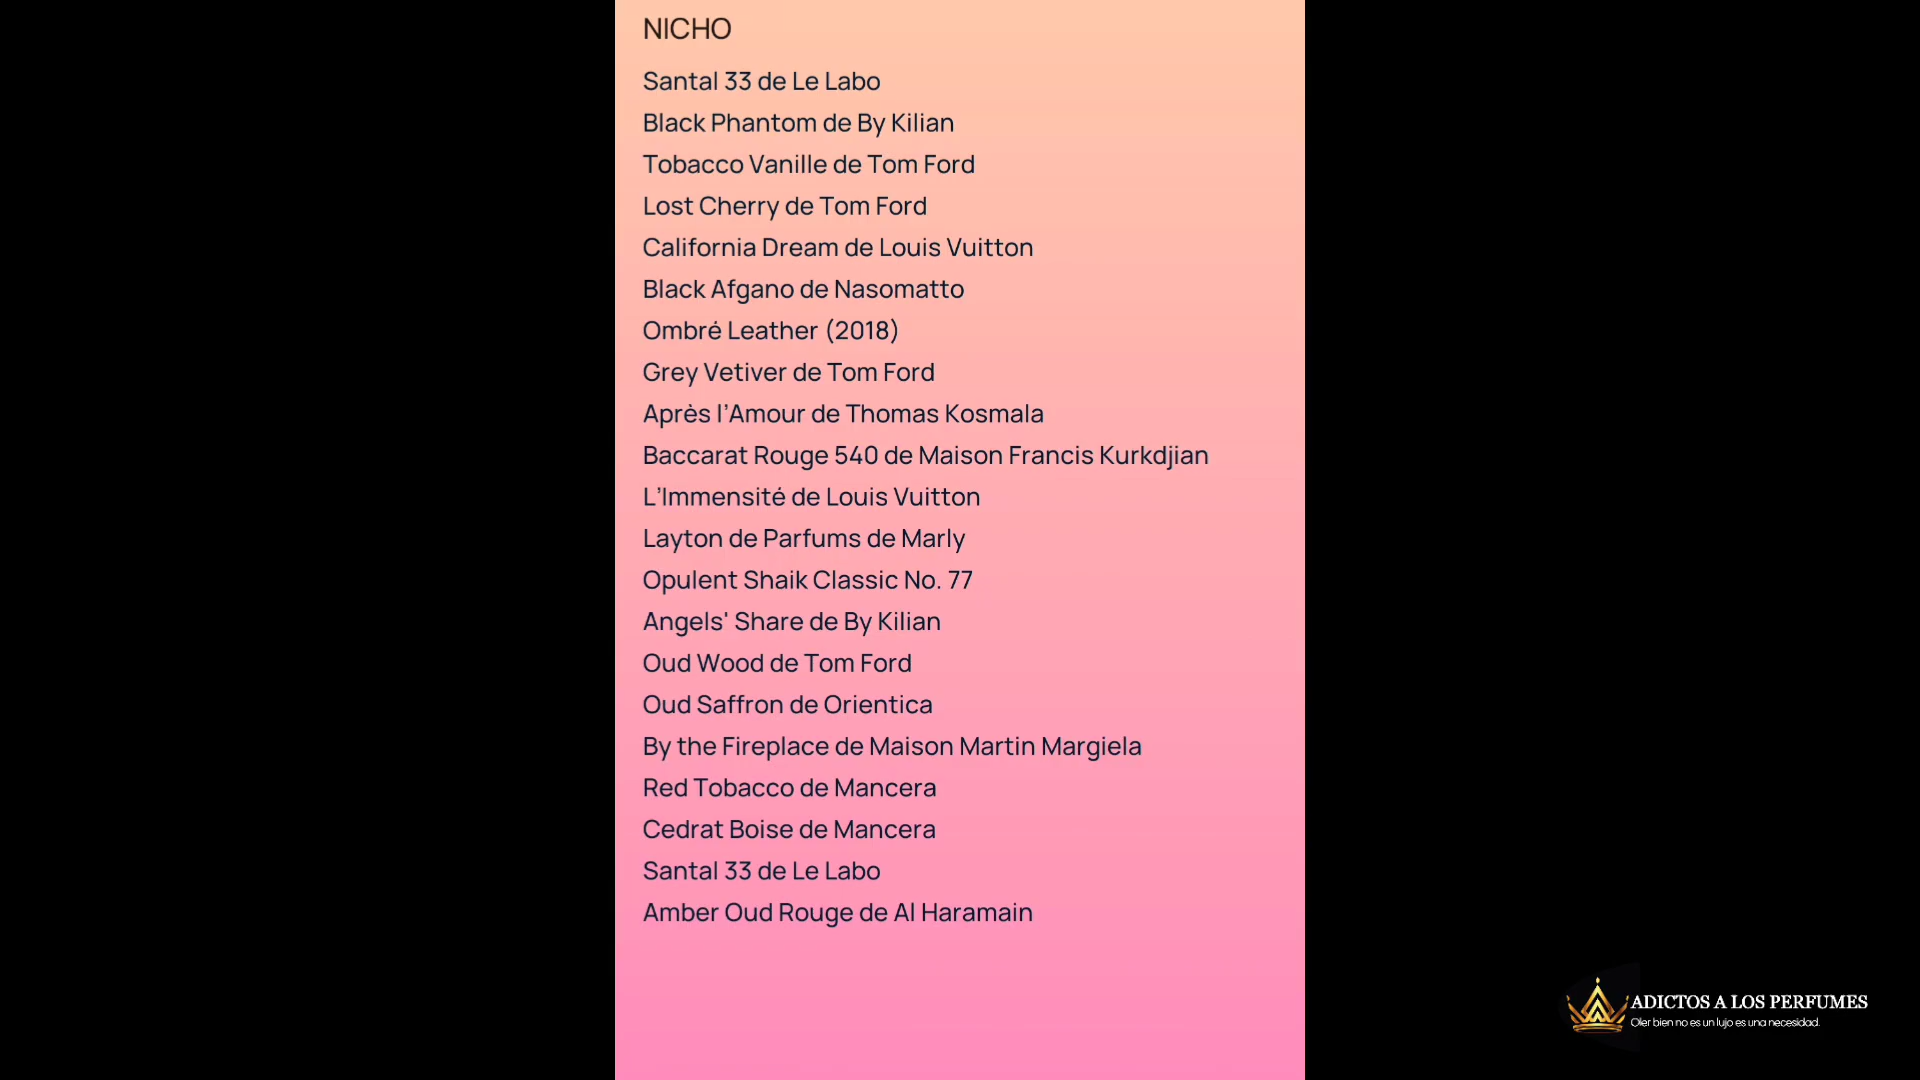 NICHO
Santal 33 de Le Labo
Black Phantom de By Kilian
Tobacco Vanille de Tom Ford
Lost Cherry de Tom Ford
California Dream de Louis Vuitton
Black Afgano de Nasomatto
Ombré Leather (2018)
Grey Vetiver de Tom Ford
Après l’Amour de Thomas Kosmala
Baccarat Rouge 540 de Maison Francis Kurkdjian
L’Immensité de Louis Vuitton
Layton de Parfums de Marly
Opulent Shaik Classic No. 77
Angels' Share de By Kilian
Oud Wood de Tom Ford
Oud Saffron de Orientica
By the Fireplace de Maison Martin Margiela
Red Tobacco de Mancera
Cedrat Boise de Mancera
Santal 33 de Le Labo
Amber Oud Rouge de Al Haramain
ADICTOS A LOS PERFUMES
Oler bien no es un lujo es una necesidad.